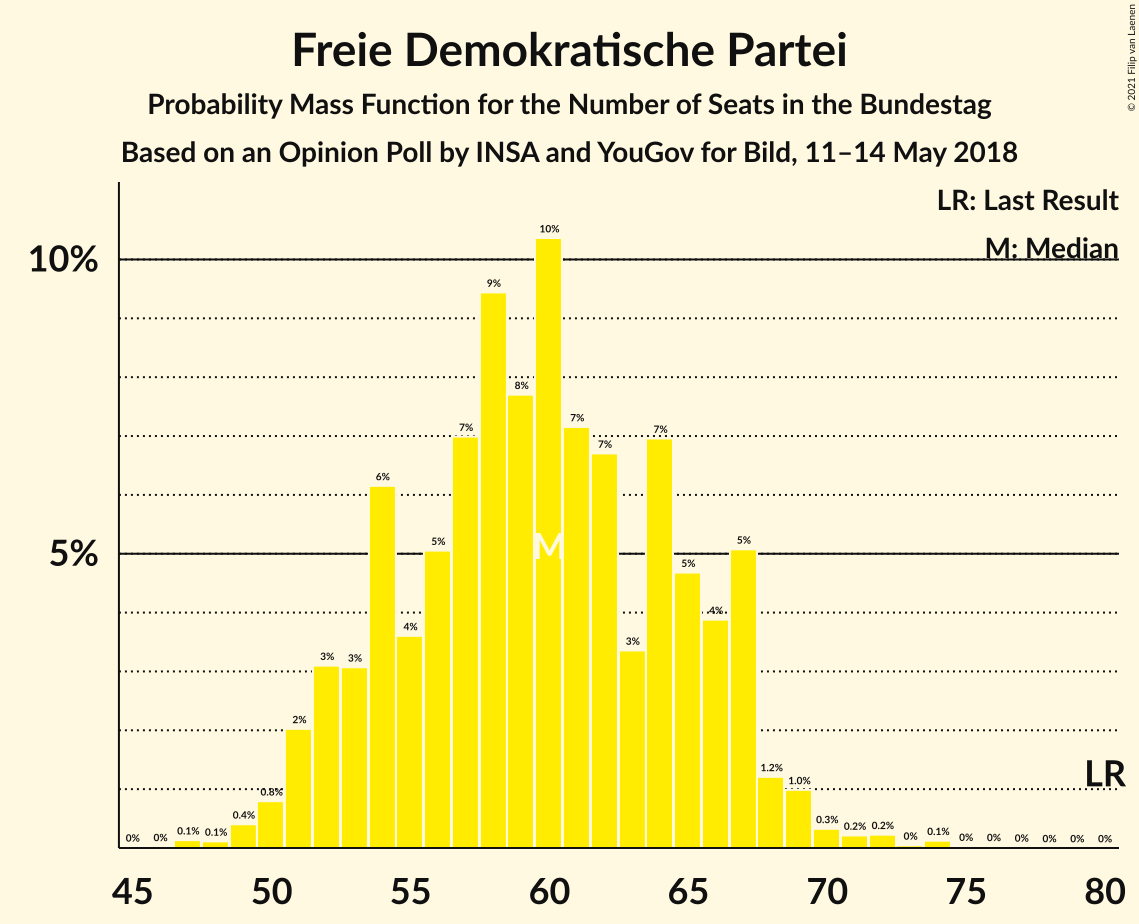 Freie Demokratische Partei
Probability Mass Function for the Number of Seats in the Bundestag
Based on an Opinion Poll by INSA and YouGov for Bild, 11–14 May 2018
© 2021 Filip van Laenen
LR: Last Result
M: Median
10%
5%
0% 0% 0.1% 0.1% 0.4% 0.8% 2% 3% 3% 6% 4% 5% 7% 9% 8% 10% 7% 7% 3% 7% 5% 4% 5% 1.2% 1.0% 0.3% 0.2% 0.2% 0% 0.1% 0% 0% 0% 0% 0% 0%
M
LR
45 50 55 60 65 70 75 80